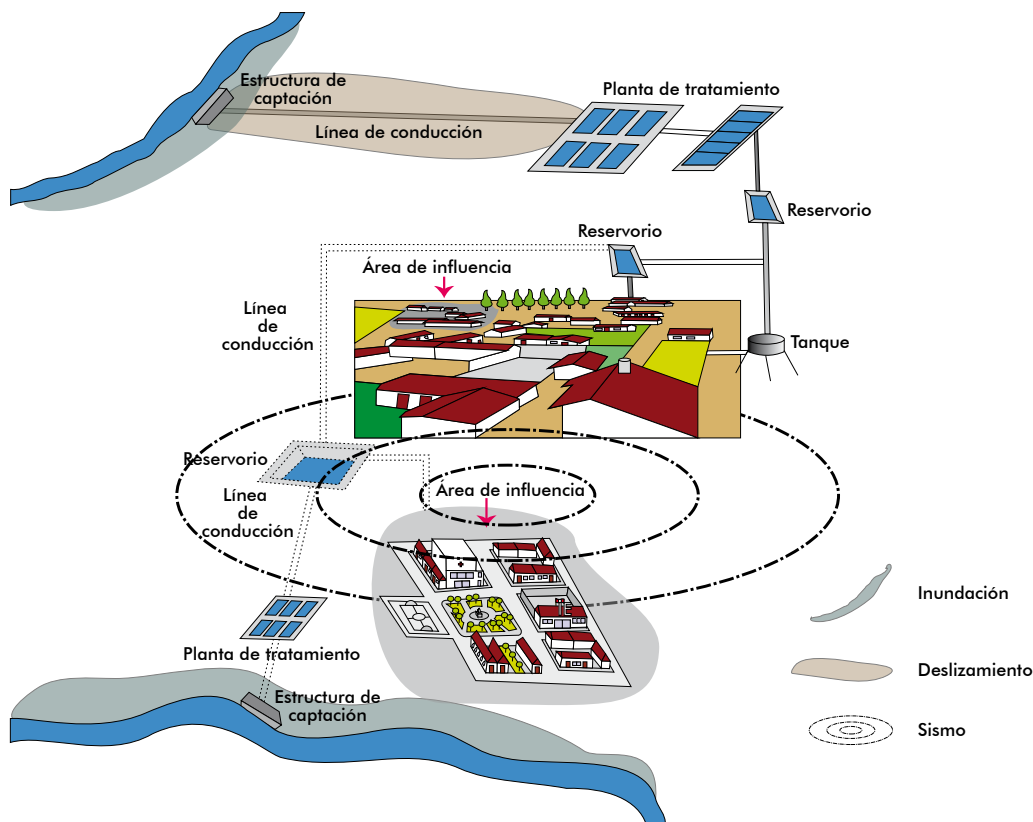 Estructura de
captación
Línea de conducción
Planta de tratamiento
Reservorio
Reservorio
Área de influencia
Línea
de
conducción
Tanque
Reservorio
Área de influencia
Línea
de
conducción
IE
Planta de tratamiento
Estructura de
captación
Inundación
Deslizamiento
Sismo